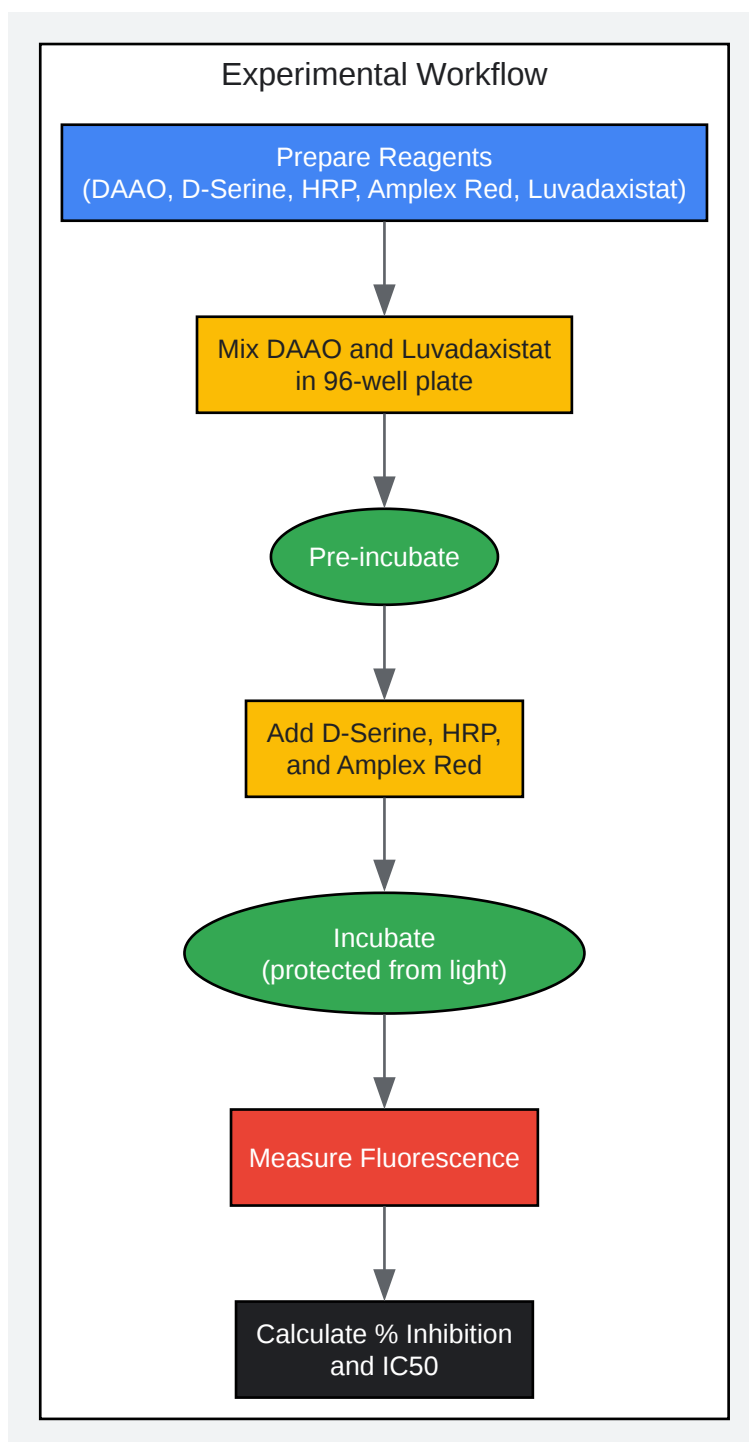 Experimental Workflow
Prepare Reagents
(DAAO, D-Serine, HRP, Amplex Red, Luvadaxistat)
Mix DAAO and Luvadaxistat
in 96-well plate
Pre-incubate
Add D-Serine, HRP,
and Amplex Red
Incubate
(protected from light)
Measure Fluorescence
Calculate % Inhibition
and IC50